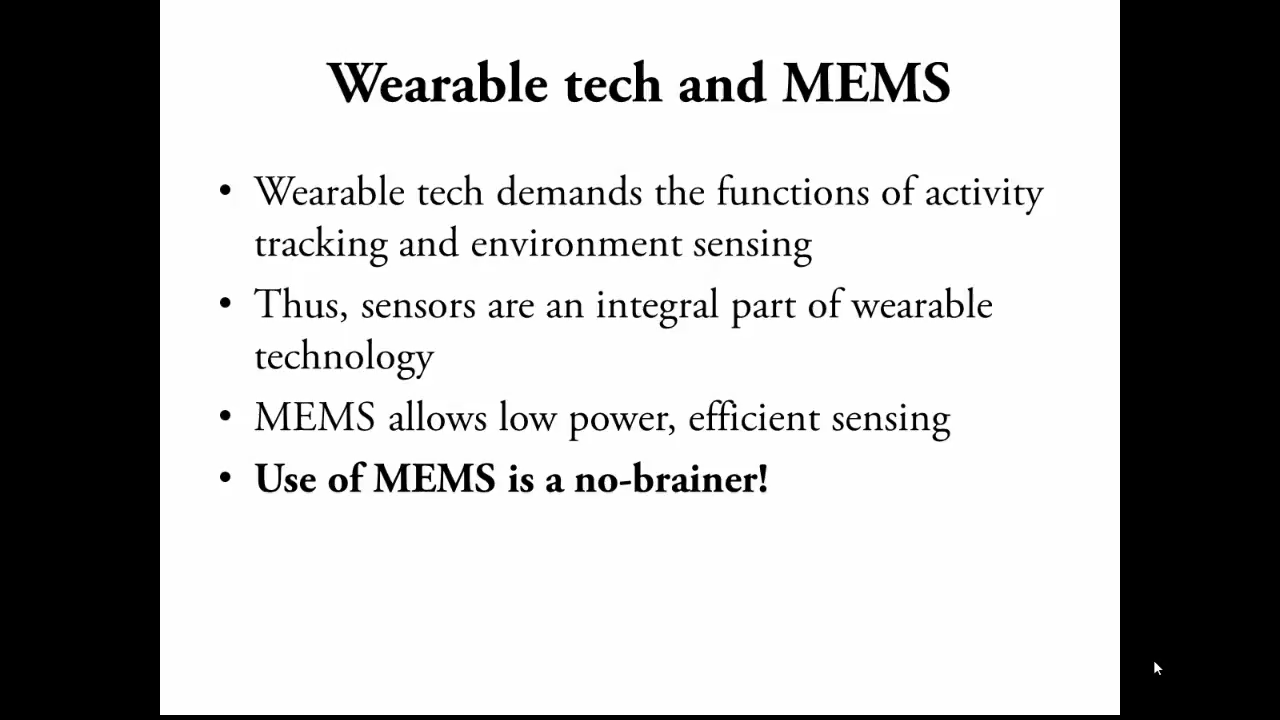 Wearable tech and MEMS
• Wearable tech demands the functions of activity
tracking and environment sensing
• Thus, sensors are an integral part of wearable
technology
• MEMS allows low power, efficient sensing
• Use of MEMS is a no-brainer!